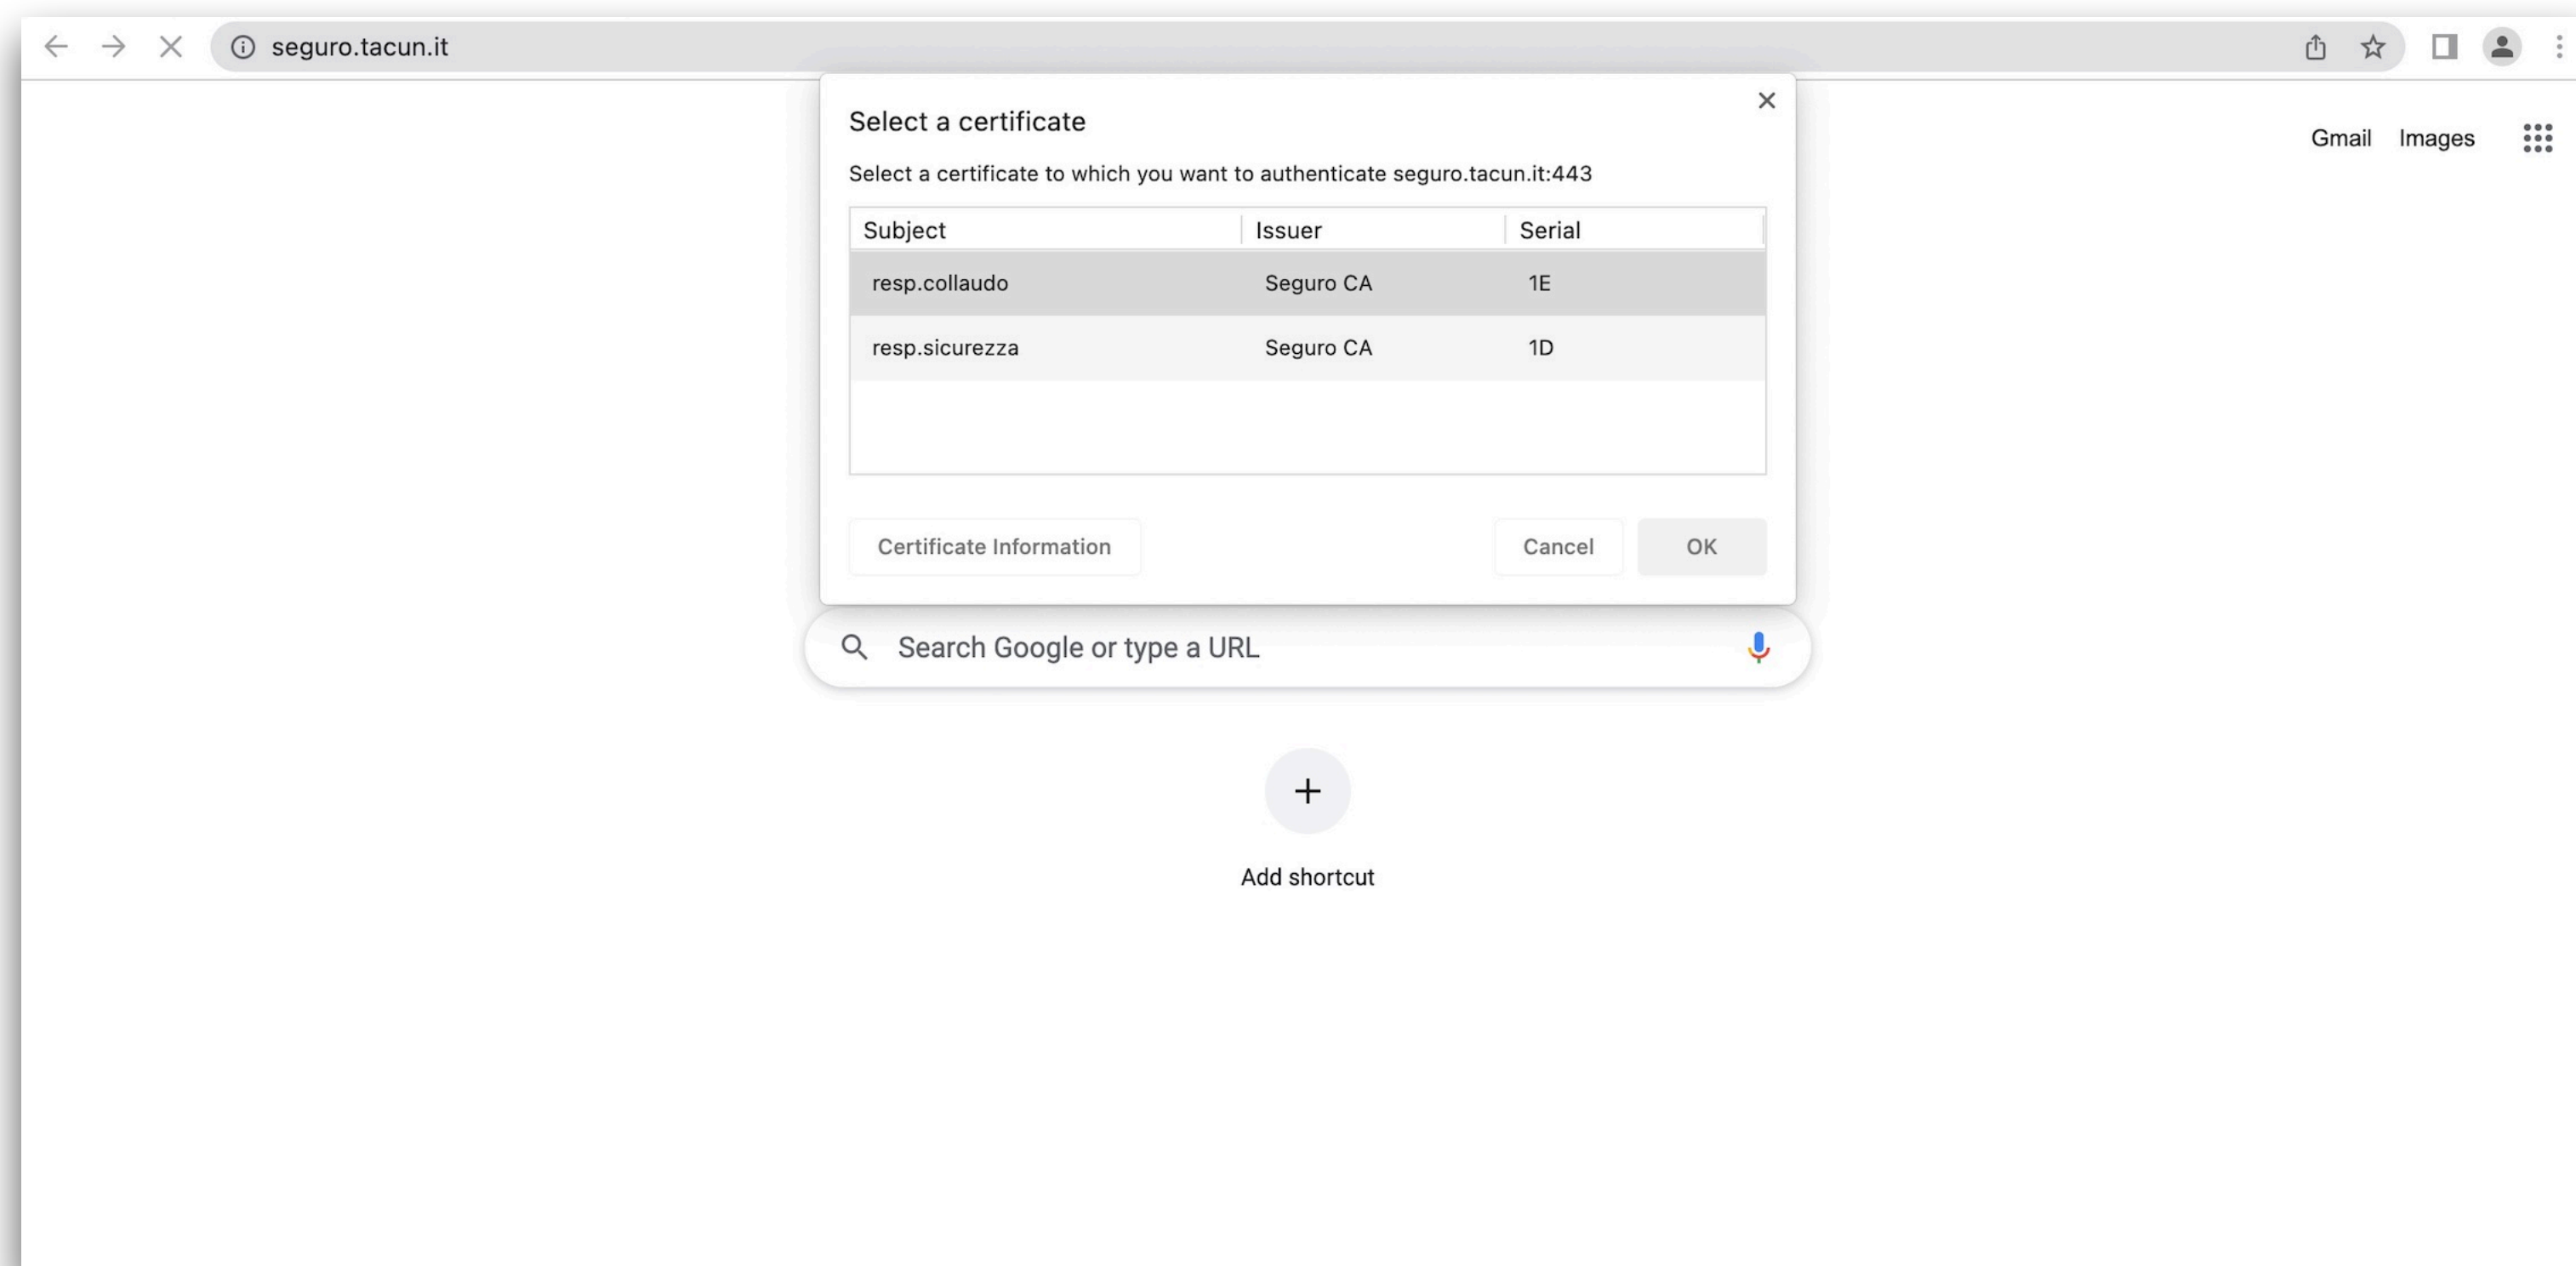 seguro.tacun.it
Select a certificate
Gmail Images
Select a certificate to which you want to authenticate seguro.tacun.it:443
Subject Issuer Serial
resp.collaudo Seguro CA 1E
resp.sicurezza Seguro CA 1D
Certificate Information Cancel OK
Search Google or type a URL
Add shortcut